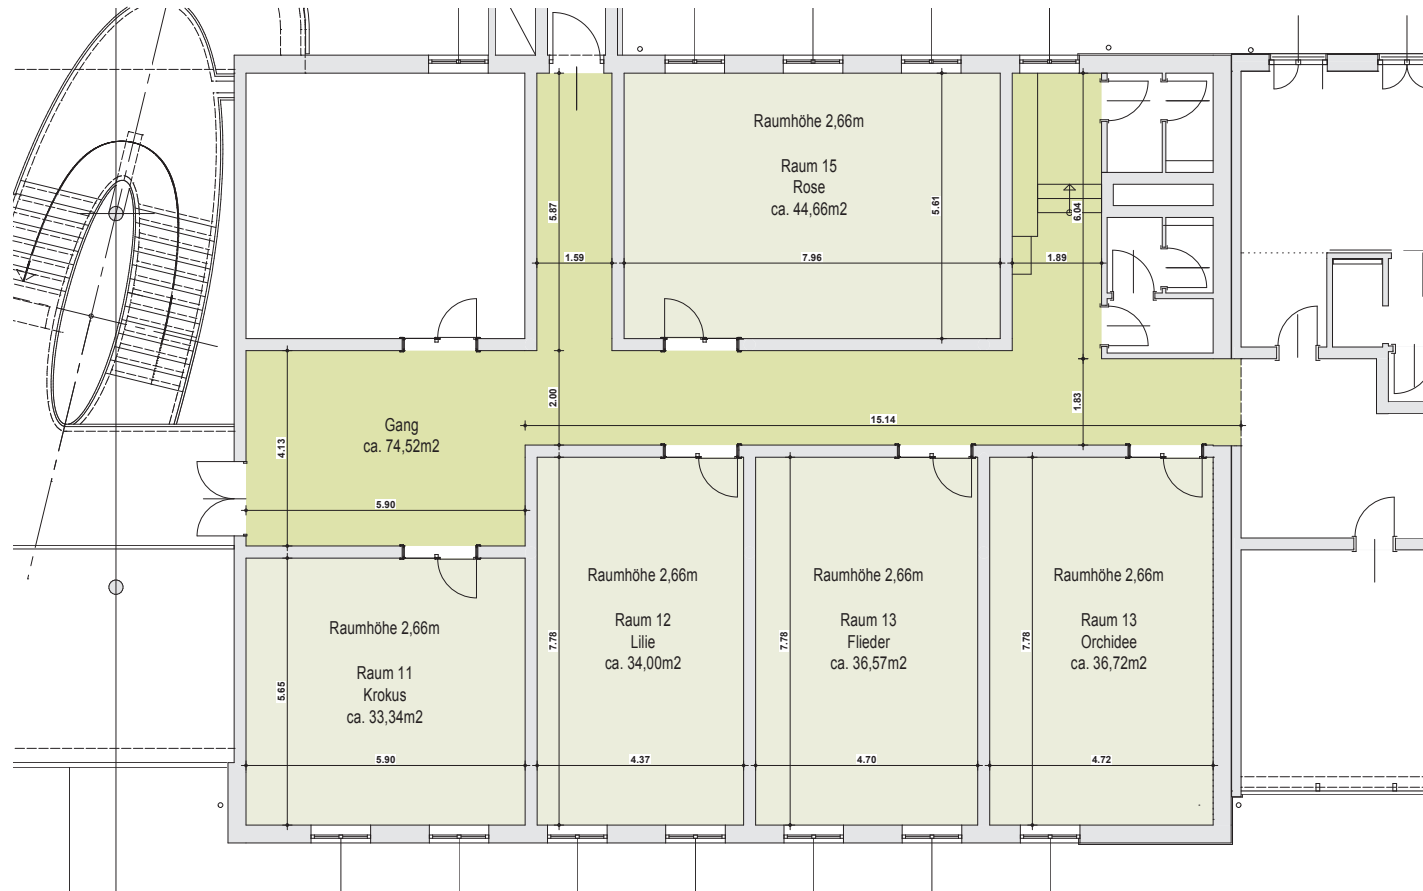 Raumhöhe 2,66m
Raum 15
Rose
ca. 44,66m2
5.87
5.61
6.04
1.59
7.96
1.89
Gang
ca. 74,52m2
4.13
2.00
15.14
1.83
5.90
Raumhöhe 2,66m
Raum 11
Krokus
ca. 33,34m2
5.65
5.90
Raumhöhe 2,66m
Raum 12
Lilie
ca. 34,00m2
7.78
4.37
Raumhöhe 2,66m
Raum 13
Flieder
ca. 36,57m2
7.78
4.70
Raumhöhe 2,66m
Raum 13
Orchidee
ca. 36,72m2
7.78
4.72